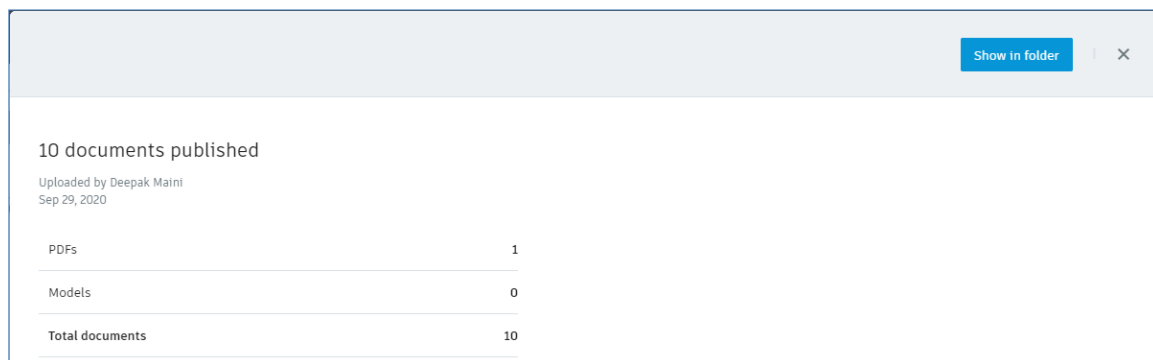 Show in folder
10 documents published
Uploaded by Deepak Maini
Sep 29, 2020
PDFs 1
Models 0
Total documents 10